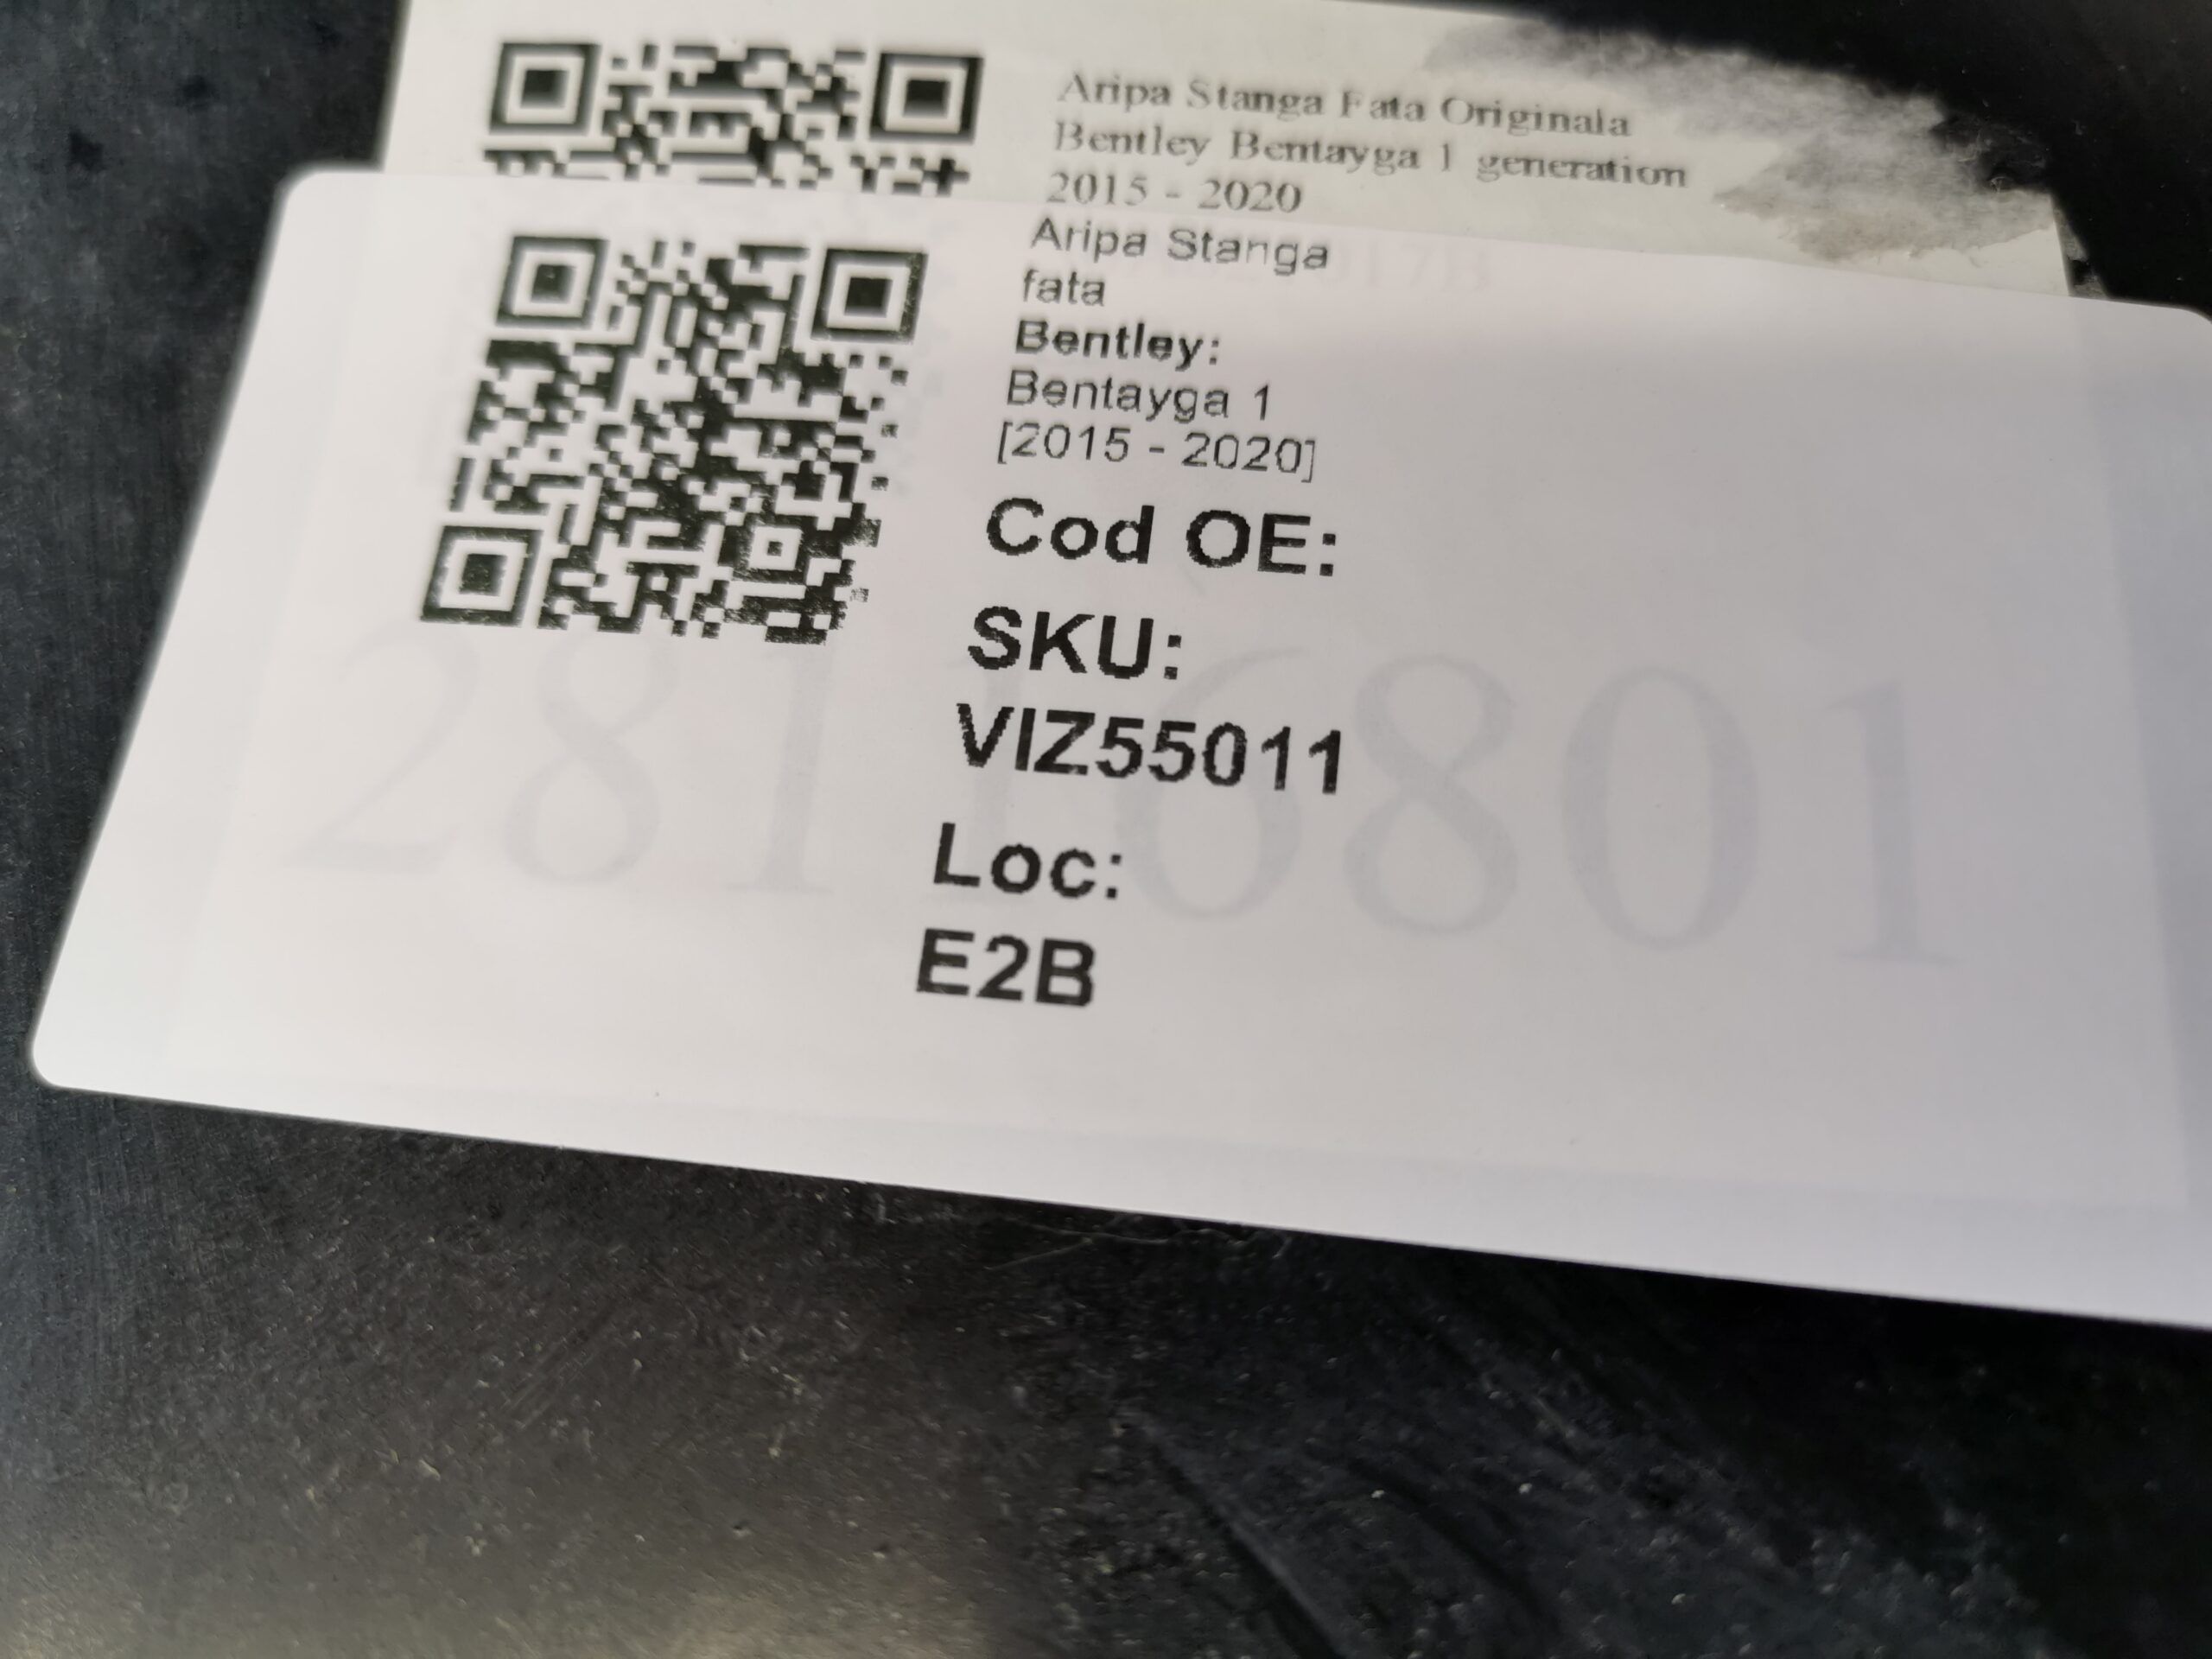 Aripa Stanga Fata Originala
Bentley Bentayga 1 generation
2015 - 2020
Aripa Stanga
fata
Bentley:
Bentayga 1
[2015 - 2020]
Cod OE:
SKU:
VIZ55011
Loc:
E2B
28116801